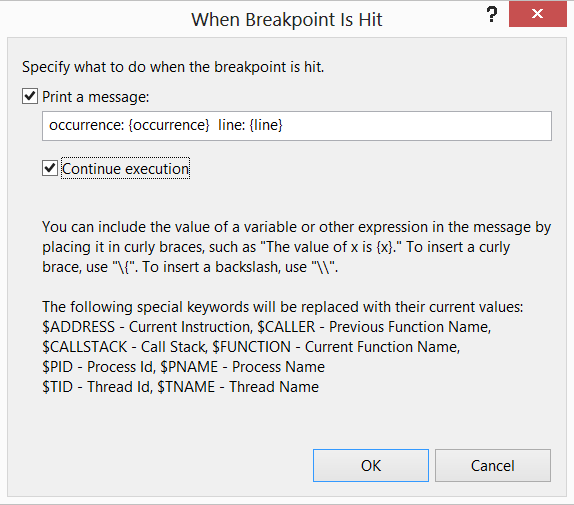 When Breakpoint Is Hit
?
Specify what to do when the breakpoint is hit.
Print a message:
occurrence: {occurrence}  line: {line}
Continue execution
You can include the value of a variable or other expression in the message by
placing it in curly braces, such as "The value of x is {x}." To insert a curly
brace, use "\{". To insert a backslash, use "\\".
The following special keywords will be replaced with their current values:
$ADDRESS - Current Instruction, $CALLER - Previous Function Name,
$CALLSTACK - Call Stack, $FUNCTION - Current Function Name,
$PID - Process Id, $PNAME - Process Name
$TID - Thread Id, $TNAME - Thread Name
OK Cancel